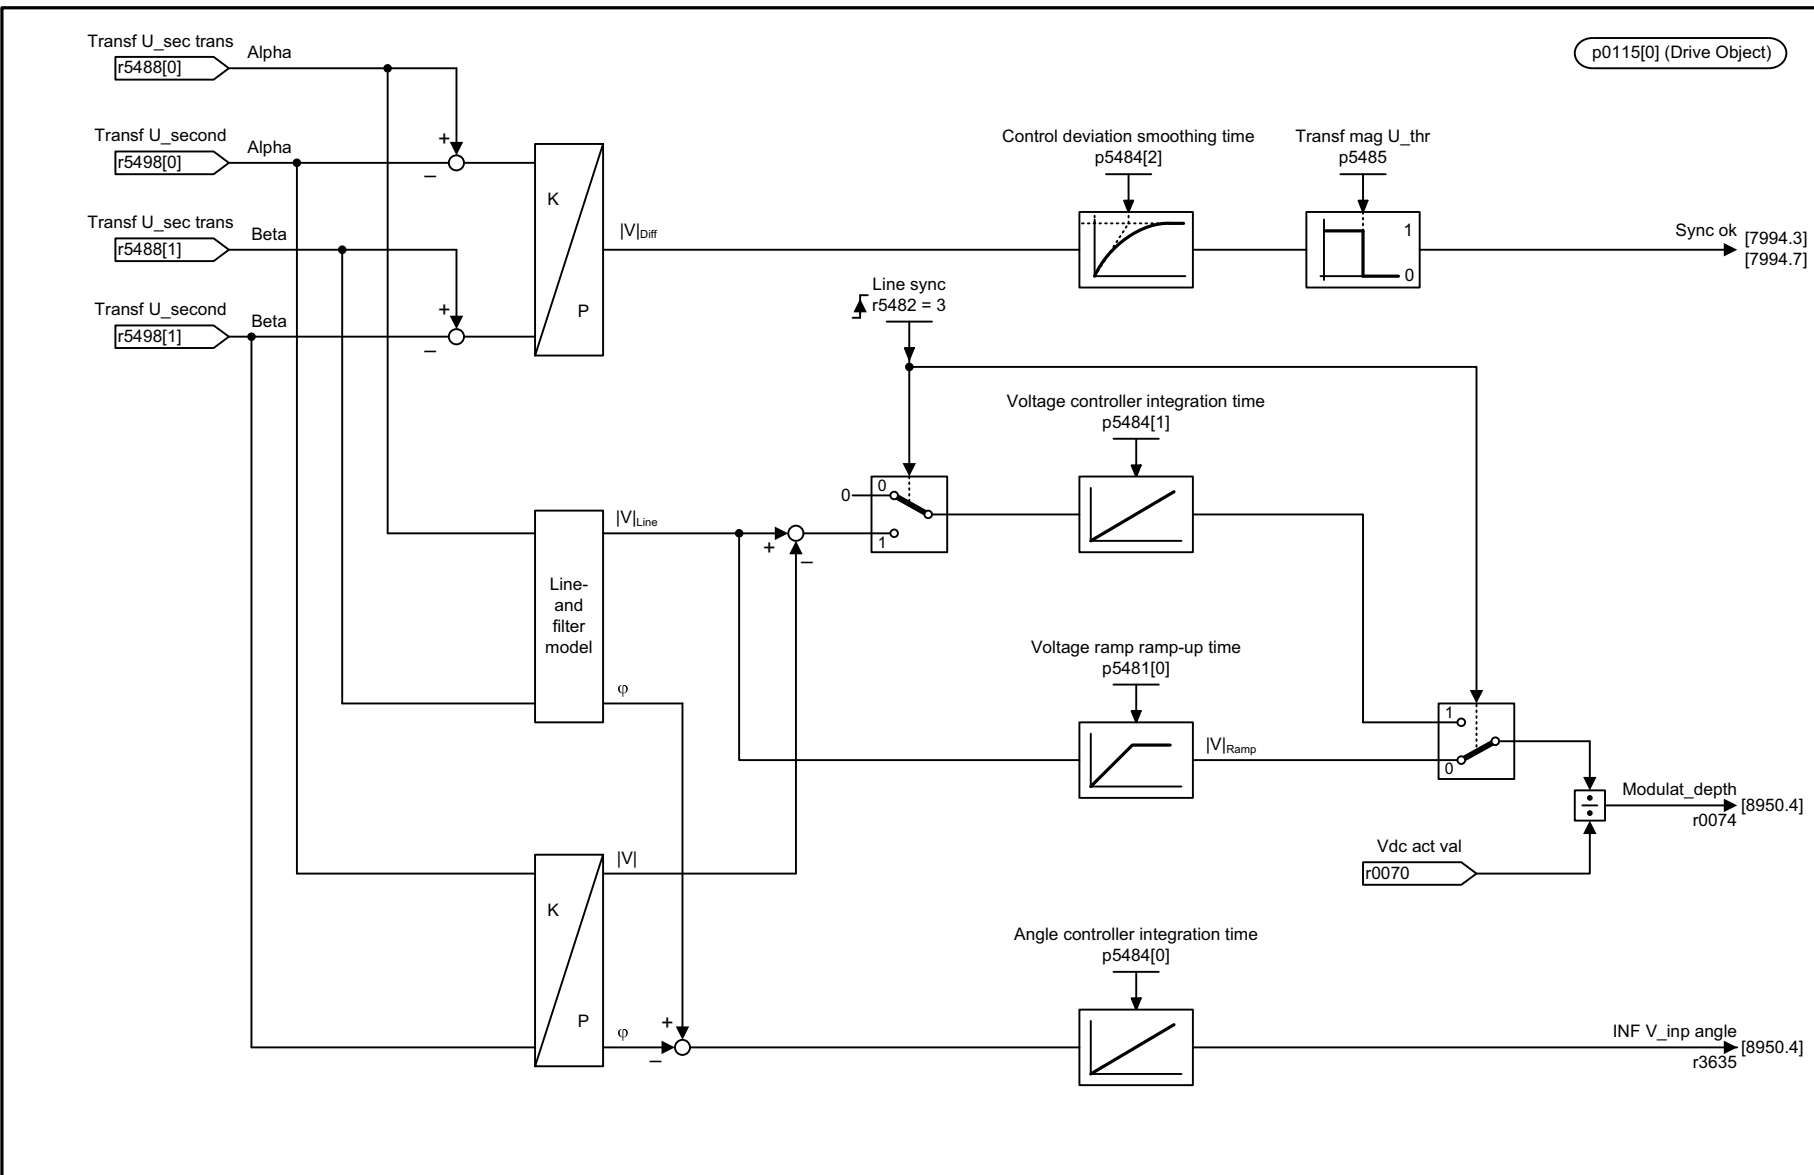 Transf U_sec trans
r5488[0]
Alpha
p0115[0] (Drive Object)
Transf U_second
r5498[0]
Alpha
+
–
Transf U_sec trans
r5488[1]
Beta
Transf U_second
r5498[1]
Beta
+
–
K
P
|V|Diff
Control deviation smoothing time
p5484[2]
Transf mag U_thr
p5485
1
0
Sync ok
[7994.3]
[7994.7]
Line sync
r5482 = 3
Voltage controller integration time
p5484[1]
0
0
1
|V|Line
+
–
Line-
and
filter
model
φ
Voltage ramp ramp-up time
p5481[0]
|V|Ramp
1
0
Modulat_depth
r0074
[8950.4]
Vdc act val
r0070
K
P
|V|
φ
+
–
Angle controller integration time
p5484[0]
INF V_inp angle
r3635
[8950.4]